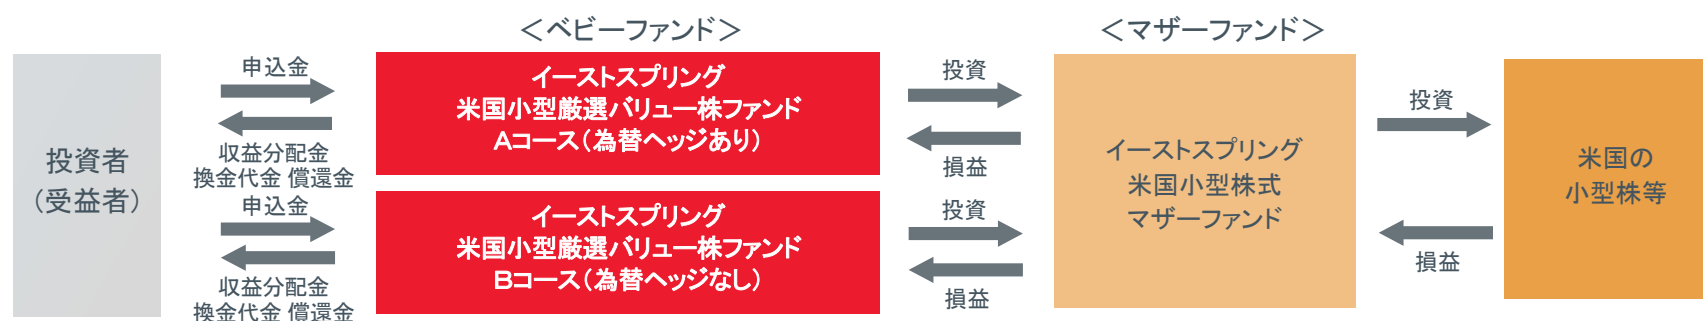 ＜ベビーファンド＞
＜マザーファンド＞
投資者
（受益者）
申込金
収益分配金
換金代金 償還金
申込金
収益分配金
換金代金 償還金
イーストスプリング
米国小型厳選バリュー株ファンド
Aコース（為替ヘッジあり）
イーストスプリング
米国小型厳選バリュー株ファンド
Bコース（為替ヘッジなし）
投資
損益
投資
損益
イーストスプリング
米国小型株式
マザーファンド
投資
損益
米国の
小型株等